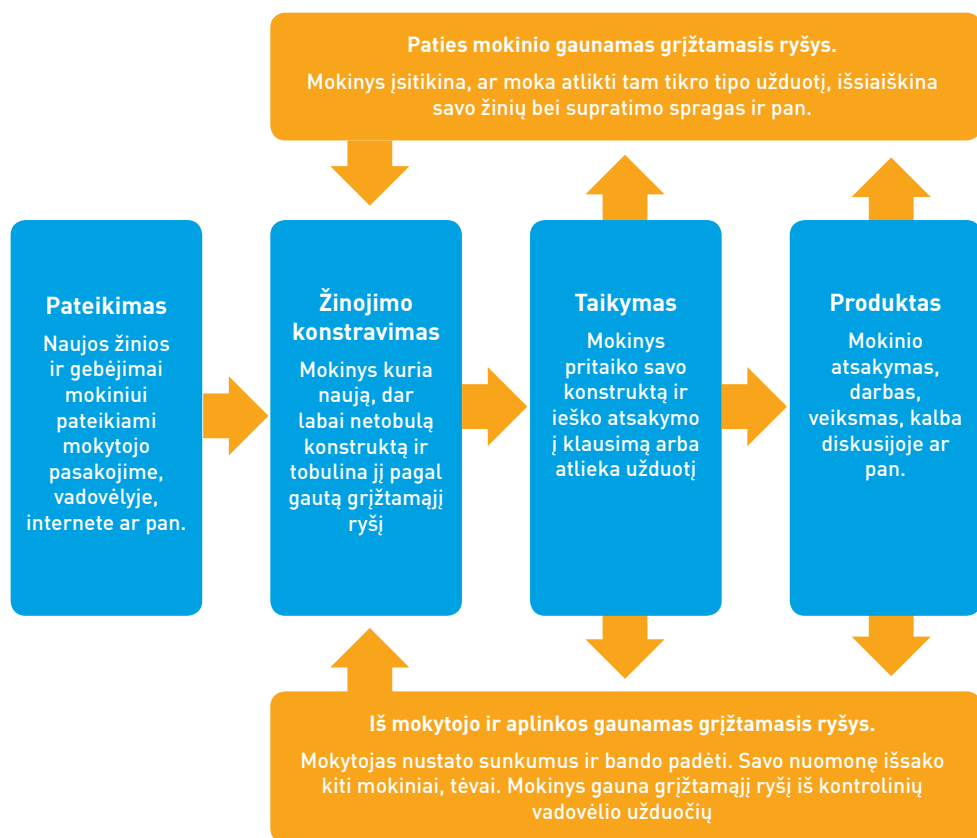 Paties mokinio gaunamas grįžtamasis ryšys.
Mokinys įsitikina, ar moka atlikti tam tikro tipo užduotį, išsiaiškina
savo žinių bei supratimo spragas ir pan.
Pateikimas
Naujos žinios
ir gebėjimai
mokiniui
pateikiami
mokytojo
pasakojime,
vadovėlyje,
internete ar pan.
Žinojimo
konstravimas
Mokinys kuria
naują, dar
labai netobulą
konstruktą ir
tobulina jį pagal
gautą grįžtamąjį
ryšį
Taikymas
Mokinys
pritaiko savo
konstruktą ir
ieško atsakymo
į klausimą arba
atlieka užduotį
Produktas
Mokinio
atsakymas,
darbas,
veiksmas, kalba
diskusijoje ar
pan.
Iš mokytojo ir aplinkos gaunamas grįžtamasis ryšys.
Mokytojas nustato sunkumus ir bando padėti. Savo nuomonę išsako
kiti mokiniai, tėvai. Mokinys gauna grįžtamąjį ryšį iš kontrolinių
vadovėlio užduočių